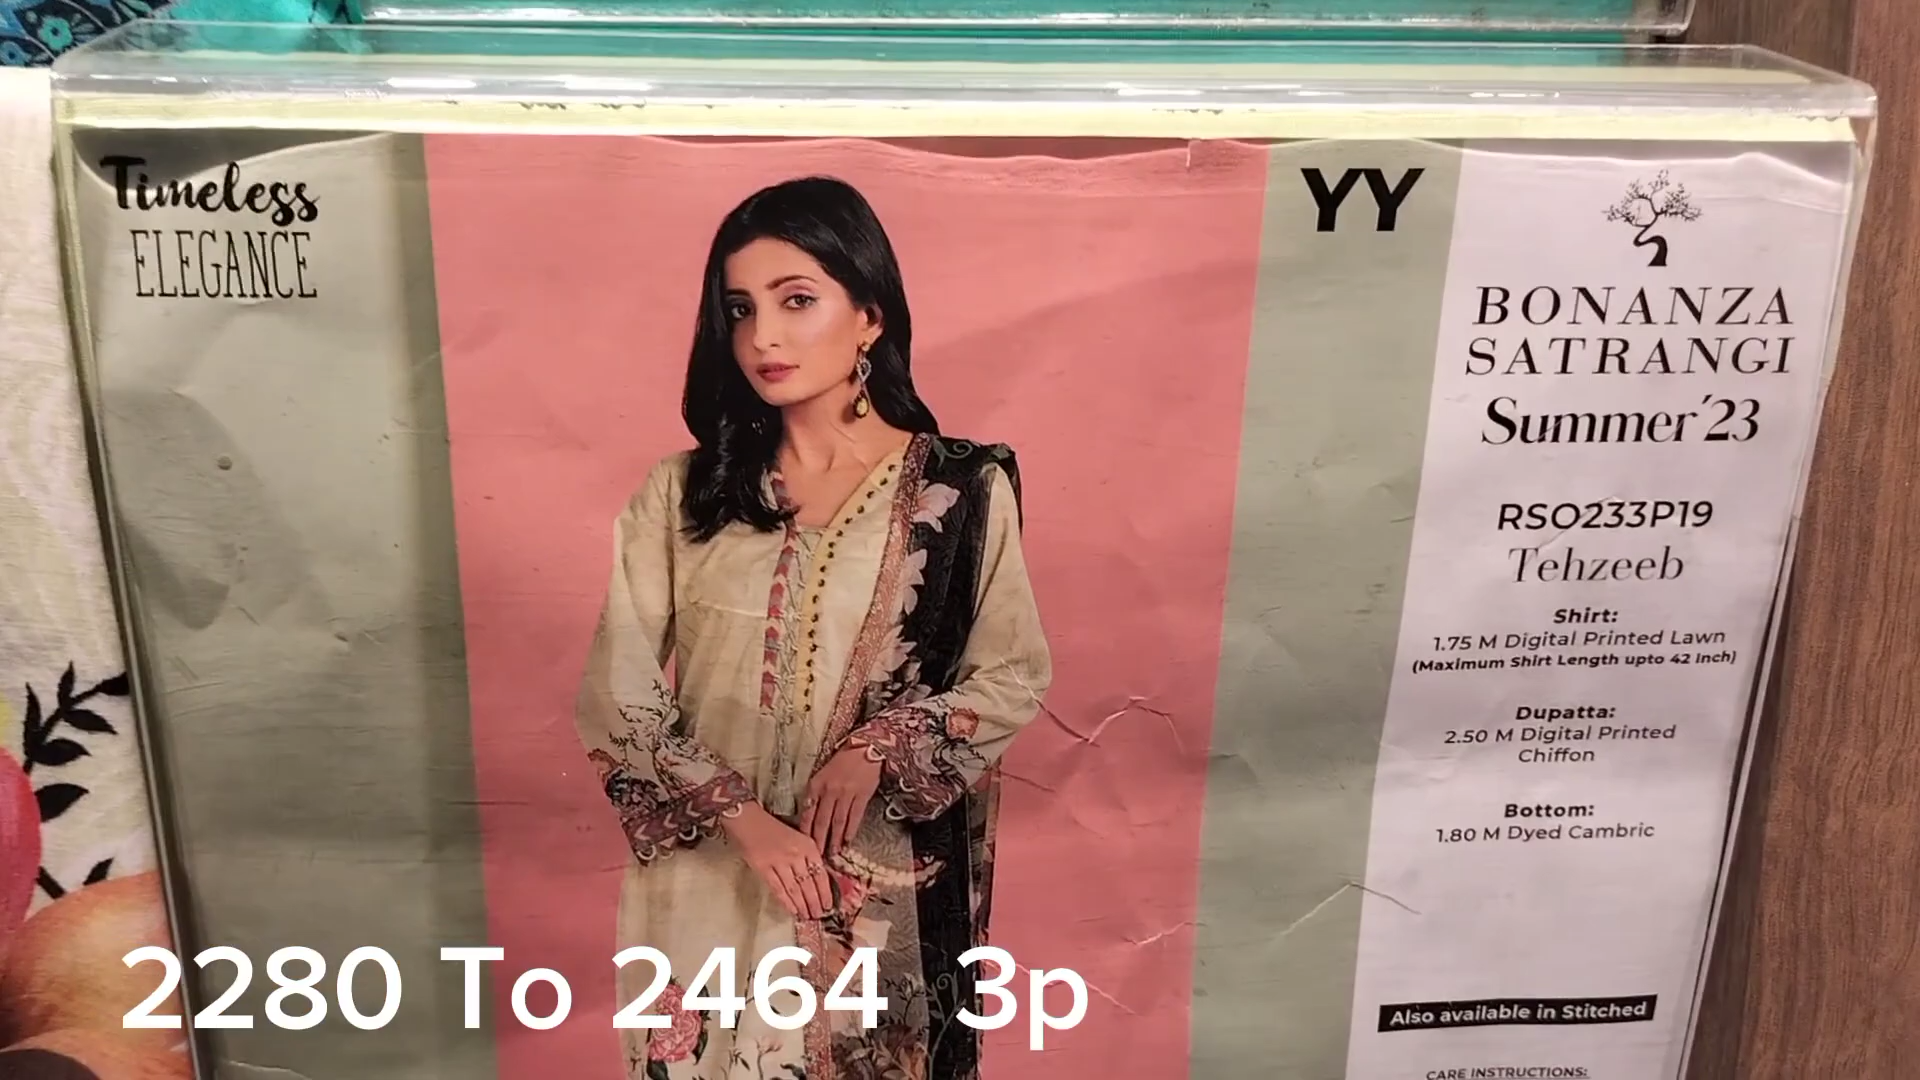 Timeless
ELEGANCE
YY
BONANZA
SATRANGI
Summer'23
RSO233P19
Tehzeeb
Shirt:
1.75 M Digital Printed Lawn
(Maximum Shirt Length upto 42 Inch)
Dupatta:
2.50 M Digital Printed
Chiffon
Bottom:
1.80 M Dyed Cambric
Also available in Stitched
CARE INSTRUCTIONS:
2280 To 2464 3p